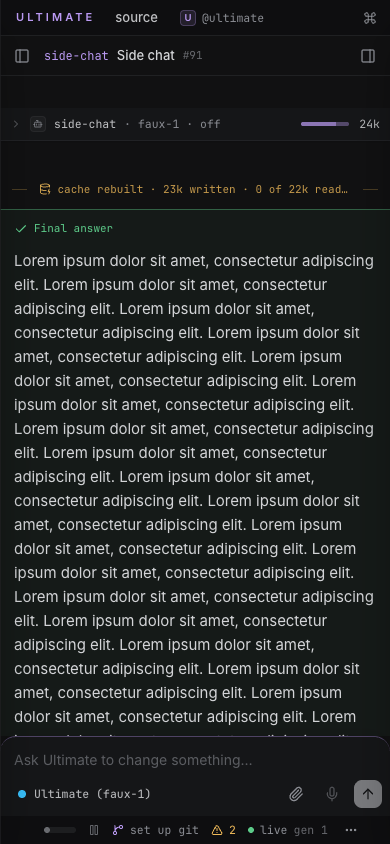 ULTIMATE source U @ultimate ⌘
side-chat Side chat #91
side-chat · faux-1 · off 24k
cache rebuilt · 23k written · 0 of 22k read…
Final answer
Lorem ipsum dolor sit amet, consectetur adipiscing
elit. Lorem ipsum dolor sit amet, consectetur
adipiscing elit. Lorem ipsum dolor sit amet,
consectetur adipiscing elit. Lorem ipsum dolor sit
amet, consectetur adipiscing elit. Lorem ipsum
dolor sit amet, consectetur adipiscing elit. Lorem
ipsum dolor sit amet, consectetur adipiscing elit.
Lorem ipsum dolor sit amet, consectetur adipiscing
elit. Lorem ipsum dolor sit amet, consectetur
adipiscing elit. Lorem ipsum dolor sit amet,
consectetur adipiscing elit. Lorem ipsum dolor sit
amet, consectetur adipiscing elit. Lorem ipsum
dolor sit amet, consectetur adipiscing elit. Lorem
ipsum dolor sit amet, consectetur adipiscing elit.
Lorem ipsum dolor sit amet, consectetur adipiscing
elit. Lorem ipsum dolor sit amet, consectetur
adipiscing elit. Lorem ipsum dolor sit amet,
consectetur adipiscing elit. Lorem ipsum dolor sit
amet, consectetur adipiscing elit. Lorem ipsum
dolor sit amet, consectetur adipiscing elit. Lorem
Ask Ultimate to change something...
Ultimate (faux-1)
set up git 2 live gen 1